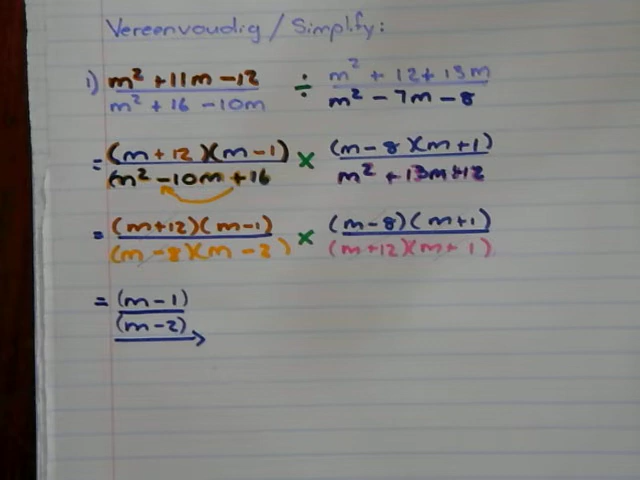 Vereenvoudig / Simplify:
1) m² + 11m - 12 / m² + 16 - 10m ÷ m² + 12 + 13m / m² - 7m - 8
= (m + 12)(m - 1) / m² - 10m + 16 × (m - 8)(m + 1) / m² + 13m + 12
= (m + 12)(m - 1) / (m - 8)(m - 2) × (m - 8)(m + 1) / (m + 12)(m + 1)
= (m - 1) / (m - 2)